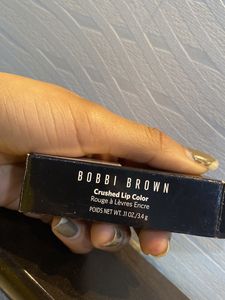 BOBBI BROWN
Crushed Lip Color
Rouge à Lèvres Encre
POIDS NET WT. .11 OZ./3.4 g